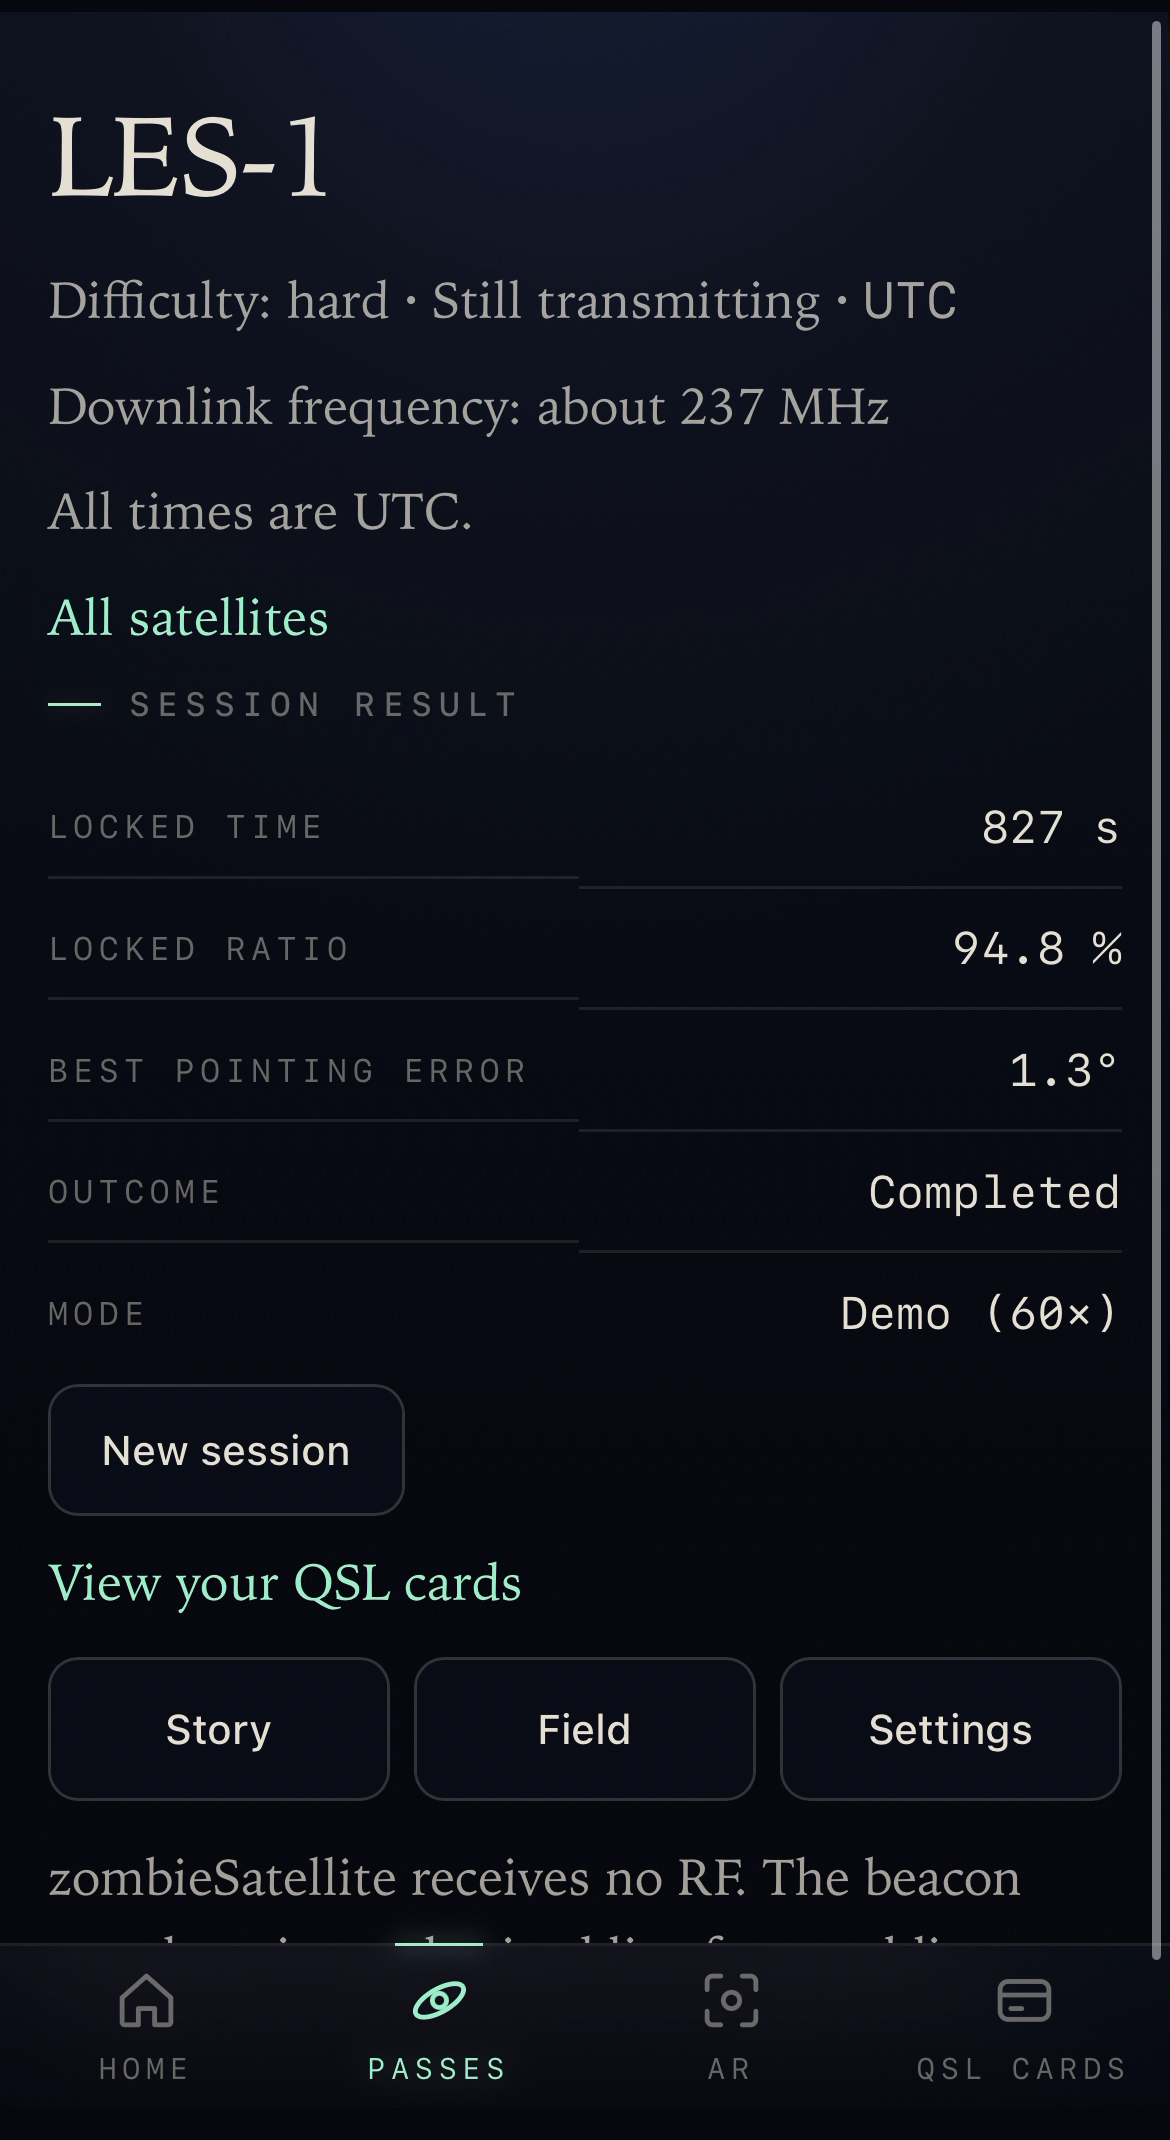 LES-1
Difficulty: hard · Still transmitting · UTC
Downlink frequency: about 237 MHz
All times are UTC.
All satellites
SESSION RESULT
LOCKED TIME 827 s
LOCKED RATIO 94.8 %
BEST POINTING ERROR 1.3°
OUTCOME Completed
MODE Demo (60×)
New session
View your QSL cards
Story Field Settings
zombieSatellite receives no RF. The beacon
HOME PASSES AR QSL CARDS